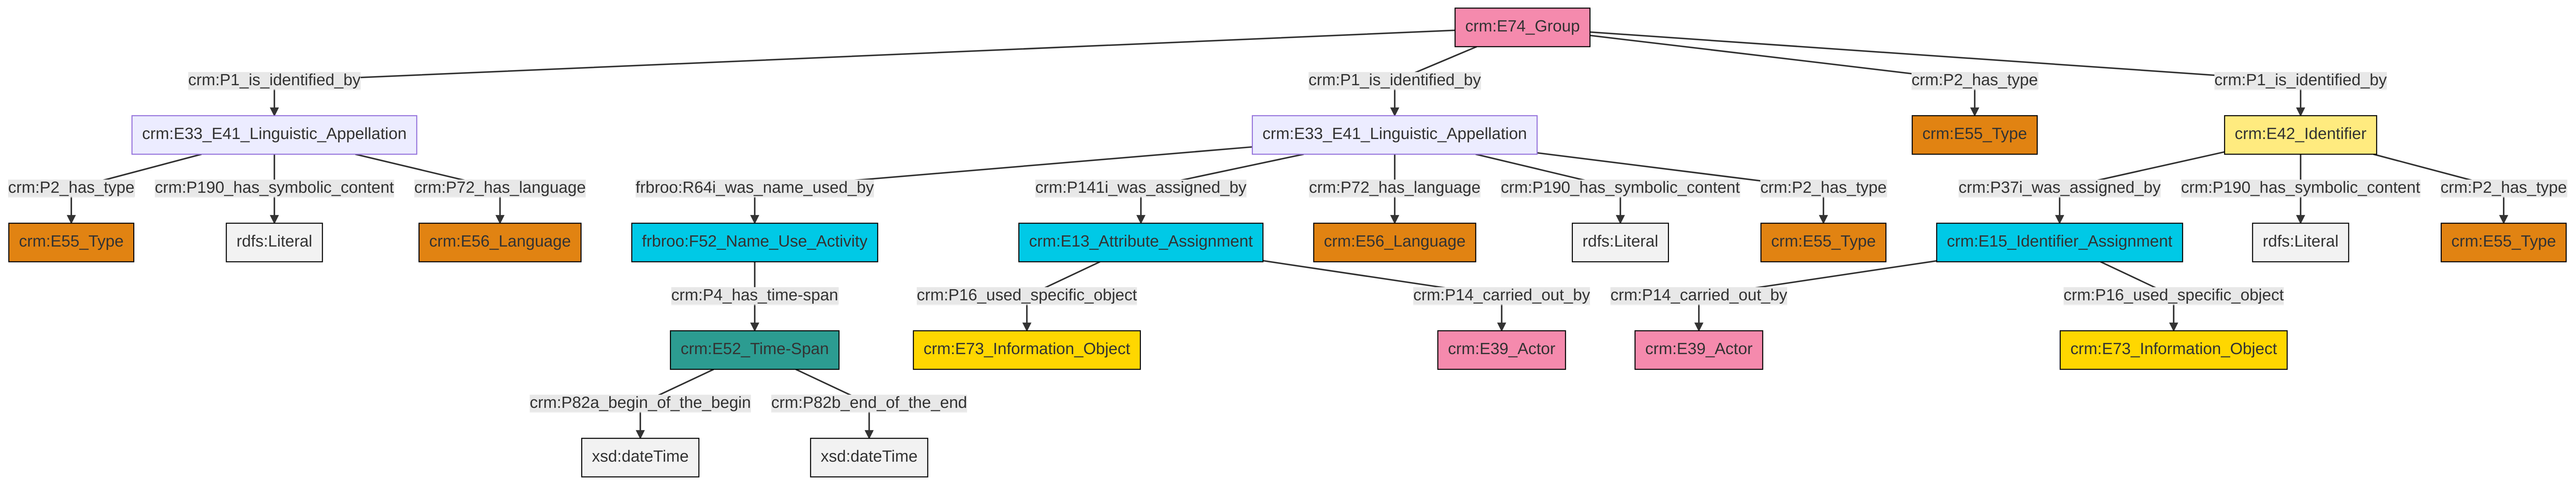 crm:E74_Group
crm:P1_is_identified_by
crm:P1_is_identified_by
crm:P2_has_type
crm:P1_is_identified_by
crm:E33_E41_Linguistic_Appellation
crm:E33_E41_Linguistic_Appellation
crm:E55_Type
crm:E42_Identifier
crm:P2_has_type
crm:P190_has_symbolic_content
crm:P72_has_language
frbroo:R64i_was_name_used_by
crm:P141i_was_assigned_by
crm:P72_has_language
crm:P190_has_symbolic_content
crm:P2_has_type
crm:P37i_was_assigned_by
crm:P190_has_symbolic_content
crm:P2_has_type
crm:E55_Type
rdfs:Literal
crm:E56_Language
frbroo:F52_Name_Use_Activity
crm:E13_Attribute_Assignment
crm:E56_Language
rdfs:Literal
crm:E55_Type
crm:E15_Identifier_Assignment
rdfs:Literal
crm:E55_Type
crm:P4_has_time-span
crm:P16_used_specific_object
crm:P14_carried_out_by
crm:P14_carried_out_by
crm:P16_used_specific_object
crm:E52_Time-Span
crm:E73_Information_Object
crm:E39_Actor
crm:E39_Actor
crm:E73_Information_Object
crm:P82a_begin_of_the_begin
crm:P82b_end_of_the_end
xsd:dateTime
xsd:dateTime